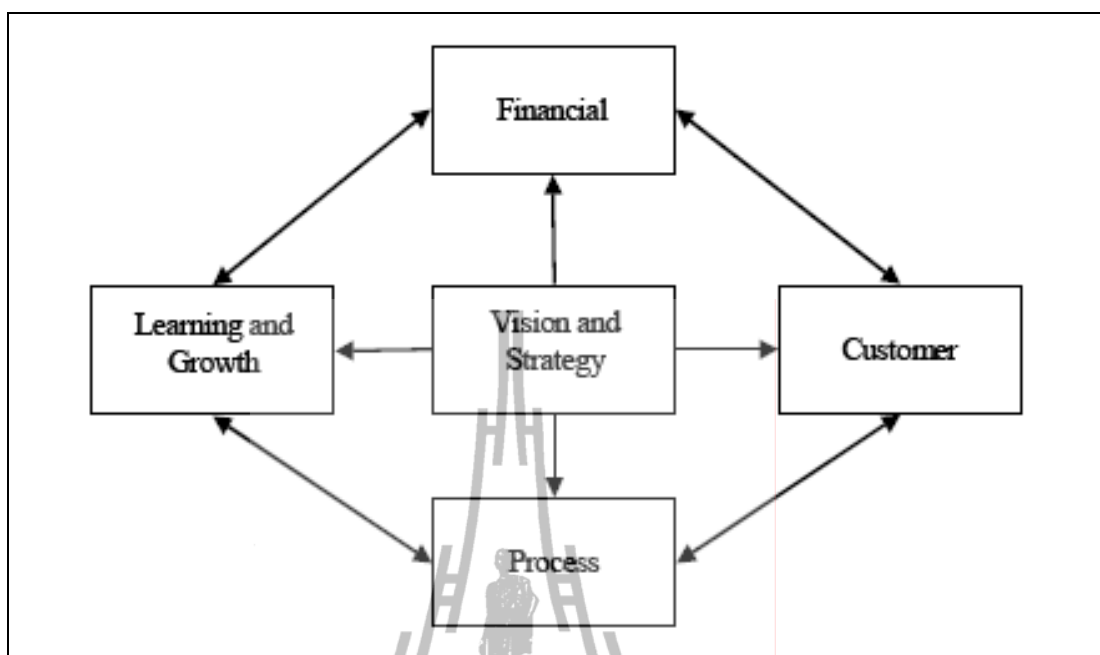 Financial
Learning and
Growth
Vision and
Strategy
Customer
Process